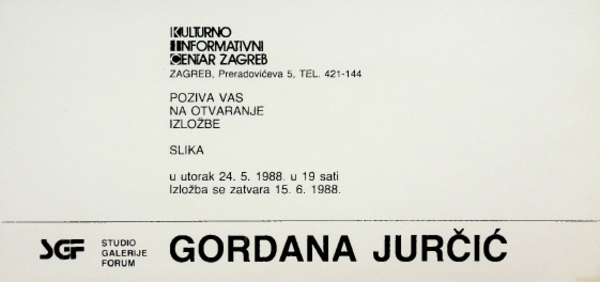 KULTURNO
INFORMATIVNI
CENTAR ZAGREB
ZAGREB, Preradovićeva 5, TEL. 421-144
POZIVA VAS
NA OTVARANJE
IZLOŽBE
SLIKA
u utorak 24. 5. 1988. u 19 sati
Izložba se zatvara 15. 6. 1988.
SGF
STUDIO
GALERIJE
FORUM
GORDANA JURČIĆ